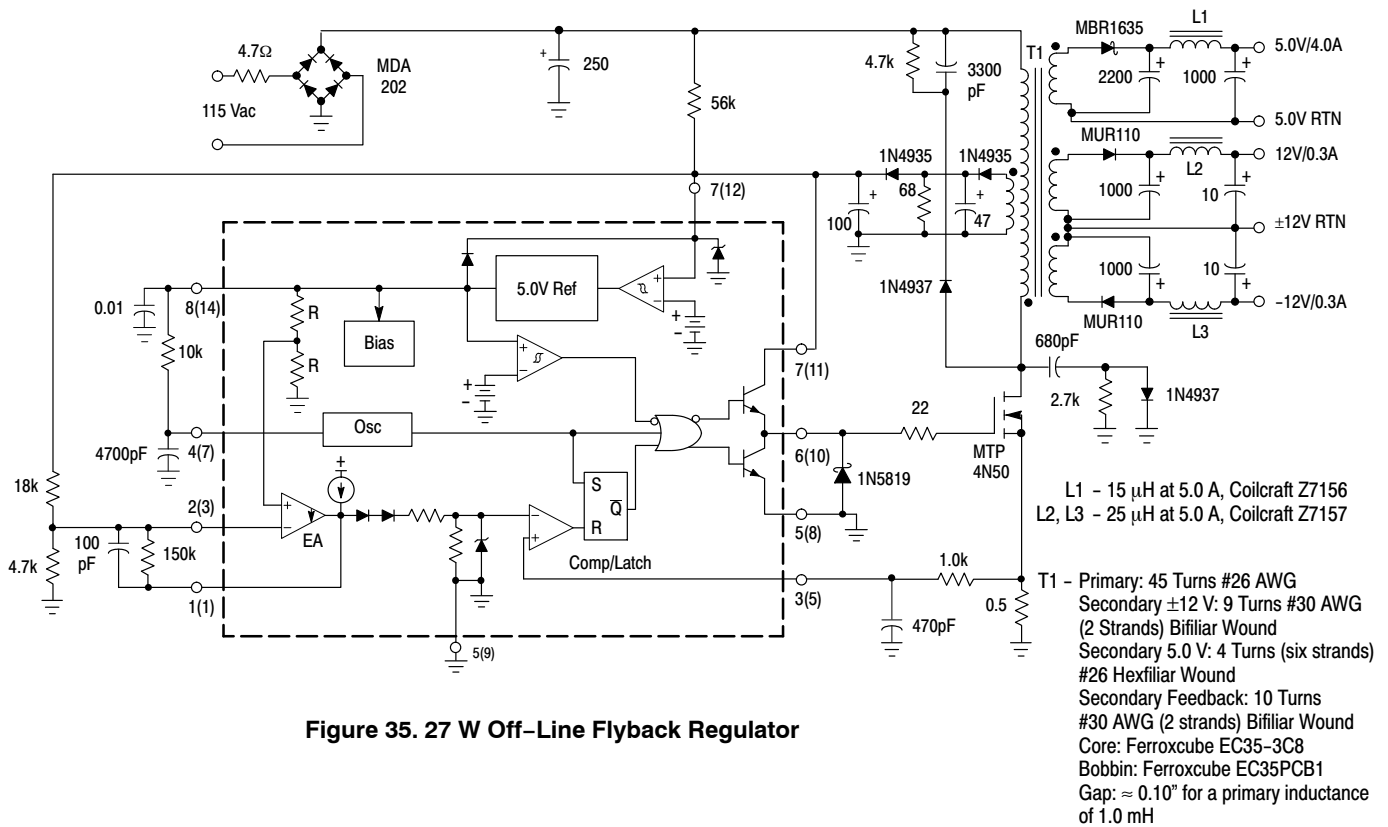 4.7Ω
MDA
202
115 Vac
+
250
56k
4.7k
3300
pF
T1
MBR1635
L1
5.0V/4.0A
+
2200
+
1000
5.0V RTN
MUR110
12V/0.3A
L2
+
1000
+
10
±12V RTN
+
1000
+
10
-12V/0.3A
MUR110
L3
1N4935
1N4935
68
+
100
+
47
7(12)
1N4937
680pF
2.7k
1N4937
0.01
8(14)
10k
R
R
Bias
5.0V Ref
+
-
+
-
+
-
+
-
7(11)
4700pF
4(7)
Osc
18k
2(3)
100
pF
150k
4.7k
1(1)
+
+
-
EA
S
Q
R
-
+
Comp/Latch
6(10)
22
1N5819
5(8)
MTP
4N50
3(5)
1.0k
470pF
0.5
5(9)
L1 - 15 μH at 5.0 A, Coilcraft Z7156
L2, L3 - 25 μH at 5.0 A, Coilcraft Z7157
T1 - Primary: 45 Turns #26 AWG
Secondary ±12 V: 9 Turns #30 AWG
(2 Strands) Bifiliar Wound
Secondary 5.0 V: 4 Turns (six strands)
#26 Hexfiliar Wound
Secondary Feedback: 10 Turns
#30 AWG (2 strands) Bifiliar Wound
Core: Ferroxcube EC35-3C8
Bobbin: Ferroxcube EC35PCB1
Gap: ≈ 0.10" for a primary inductance
of 1.0 mH
Figure 35. 27 W Off-Line Flyback Regulator